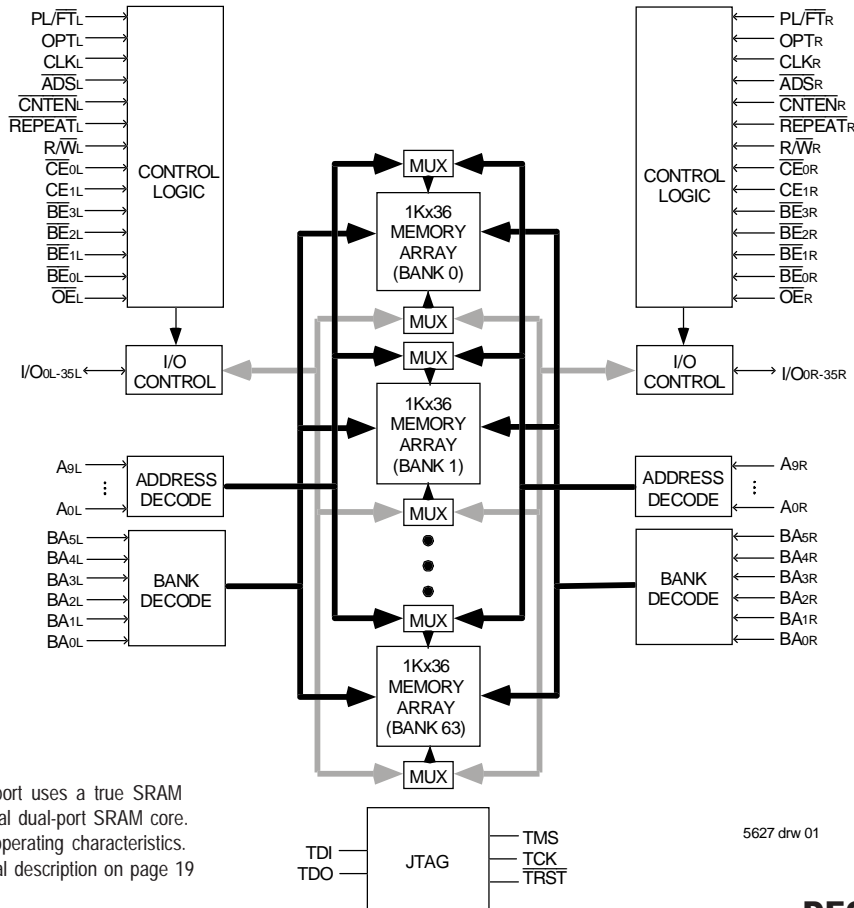 PL/FTL
OPTL
CLKL
ADSL
CNTENL
REPEATL
R/WL
CE0L
CE1L
BE3L
BE2L
BE1L
BE0L
OEL
CONTROL
LOGIC
I/O
CONTROL
I/O0L-35L
A9L
A0L
ADDRESS
DECODE
BA5L
BA4L
BA3L
BA2L
BA1L
BA0L
BANK
DECODE
MUX
1Kx36
MEMORY
ARRAY
(BANK 0)
MUX
MUX
1Kx36
MEMORY
ARRAY
(BANK 1)
MUX
MUX
1Kx36
MEMORY
ARRAY
(BANK 63)
MUX
PL/FTR
OPTR
CLKR
ADSR
CNTENR
REPEATR
R/WR
CE0R
CE1R
BE3R
BE2R
BE1R
BE0R
OER
CONTROL
LOGIC
I/O
CONTROL
I/O0R-35R
A9R
A0R
ADDRESS
DECODE
BA5R
BA4R
BA3R
BA2R
BA1R
BA0R
BANK
DECODE
port uses a true SRAM
al dual-port SRAM core.
operating characteristics.
al description on page 19
TDI
TDO
JTAG
TMS
TCK
TRST
5627 drw 01